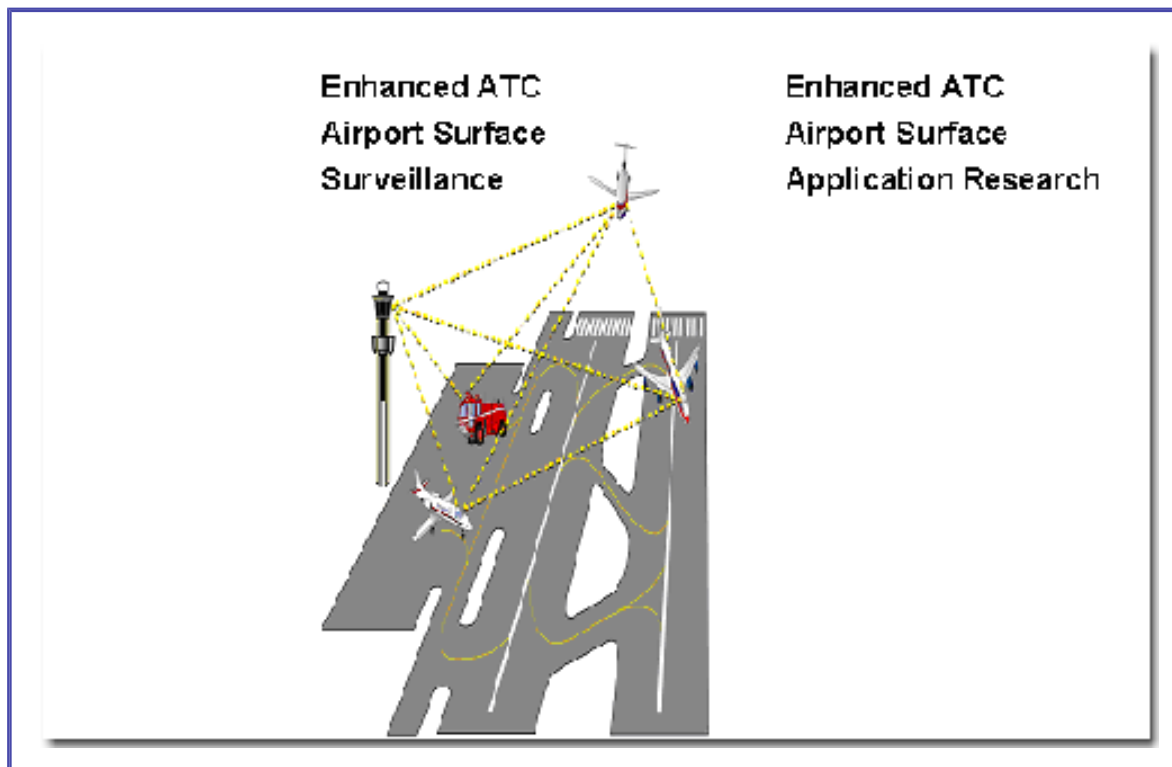 Enhanced ATC
Airport Surface
Surveillance
Enhanced ATC
Airport Surface
Application Research